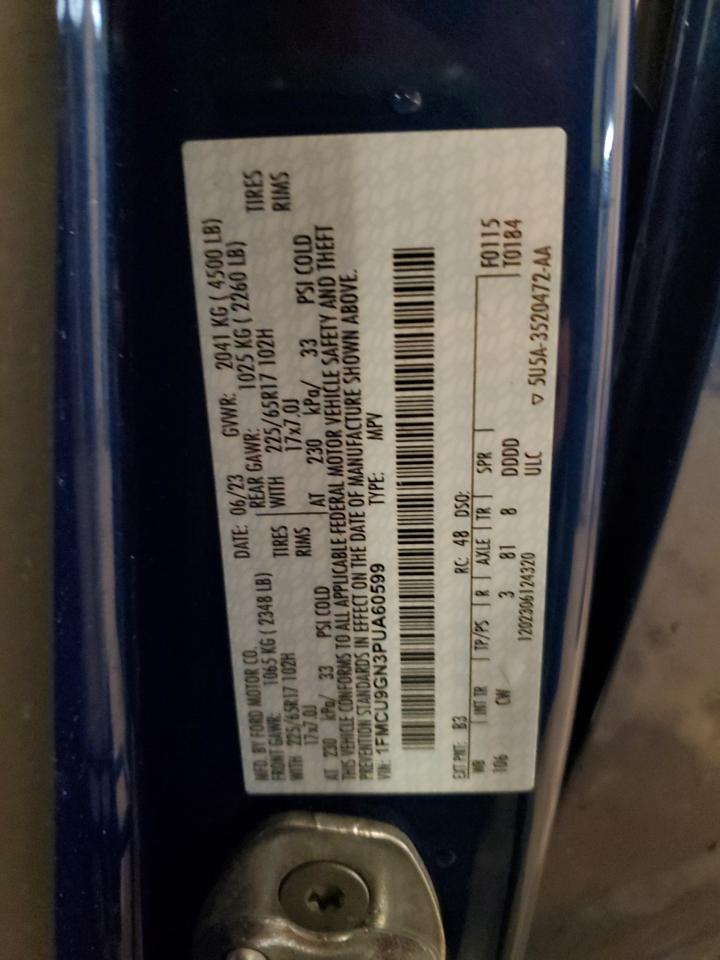 MFD. BY FORD MOTOR CO.
DATE: 06/23 GVWR: 2041 KG ( 4500 LB)
FRONT GAWR: 1065 KG ( 2348 LB)
REAR GAWR: 1025 KG ( 2260 LB)
WITH 225/65R17 102H TIRES
WITH 225/65R17 102H TIRES
17x7.0J RIMS
17x7.0J RIMS
AT 230 kPa/ 33 PSI COLD
AT 230 kPa/ 33 PSI COLD
THIS VEHICLE CONFORMS TO ALL APPLICABLE FEDERAL MOTOR VEHICLE SAFETY AND THEFT
PREVENTION STANDARDS IN EFFECT ON THE DATE OF MANUFACTURE SHOWN ABOVE.
VIN: 1FMCU9GN3PUA60599 TYPE: MPV
EXT PNT: B3 RC: 48 DSO:
WB INT TR TP/PS R AXLE TR SPR F0115
106 CW 3 81 8 DDDD T0184
1202306124320 ULC
▽ 5U5A-3520472-AA